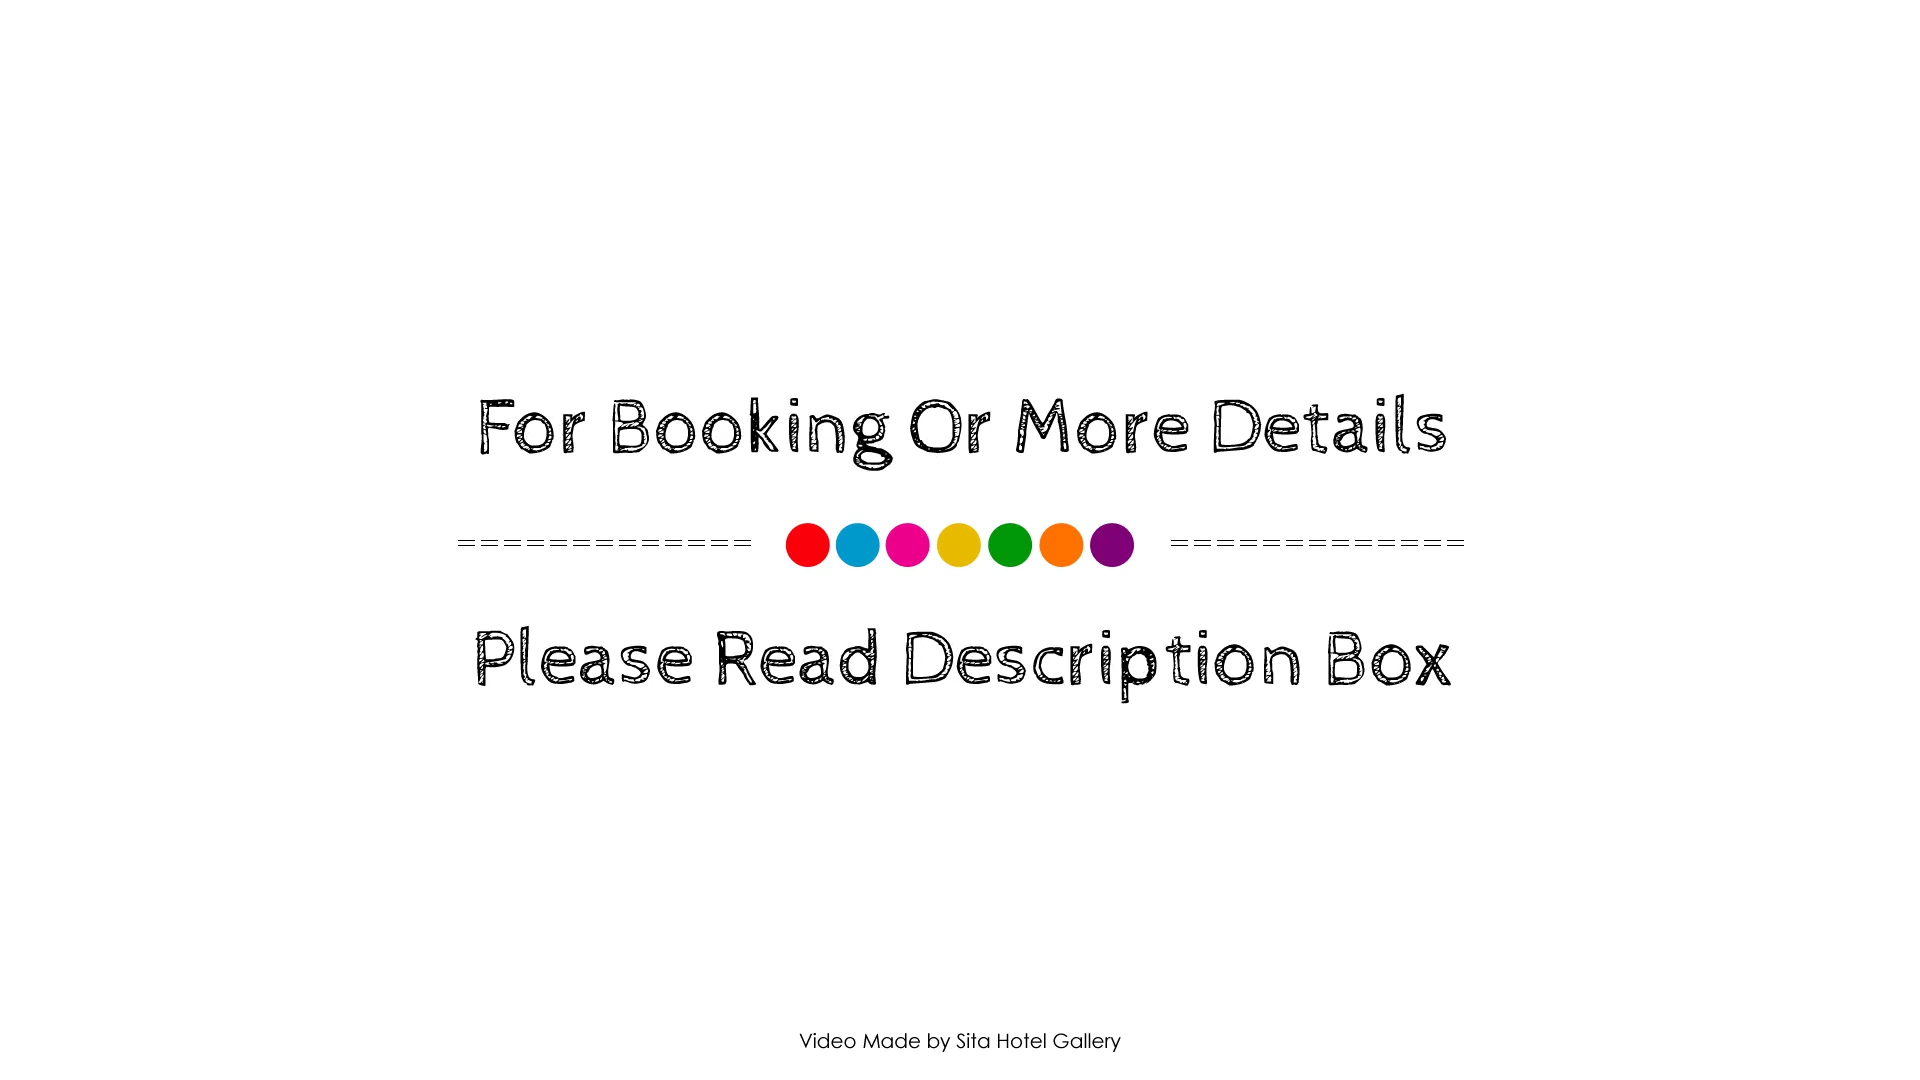 For Booking Or More Details
============= =============
Please Read Description Box
Video Made by Sita Hotel Gallery